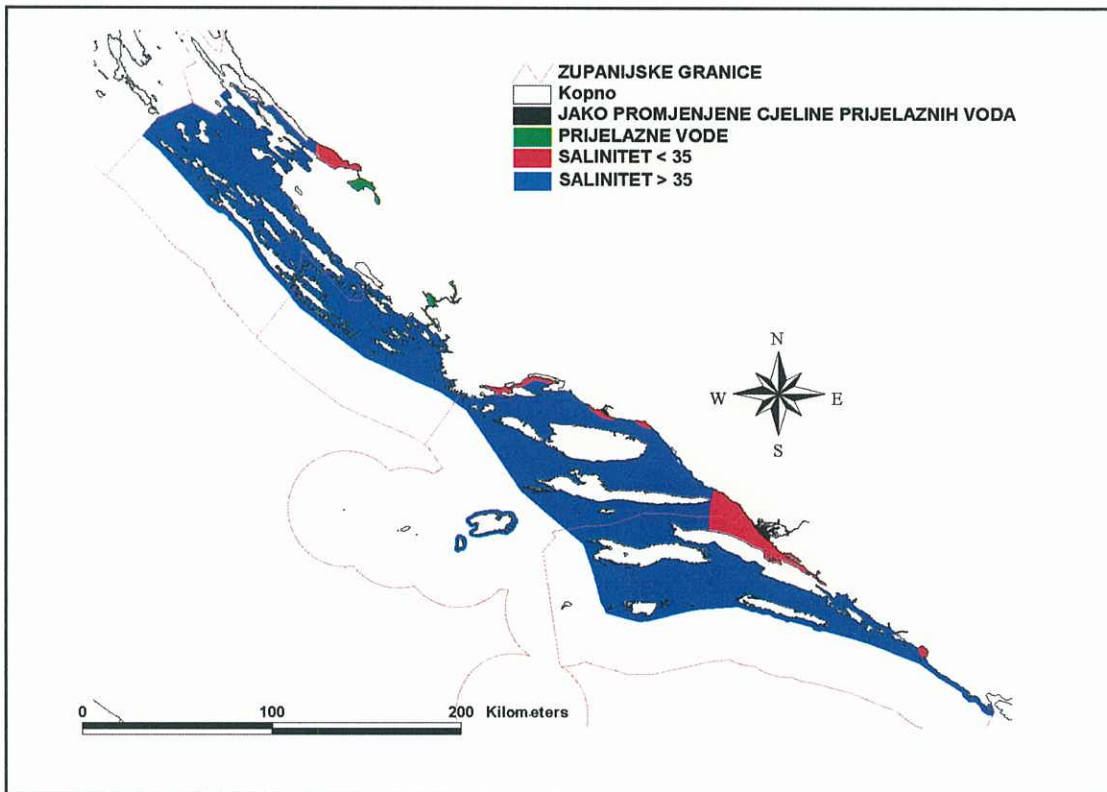 ZUPANIJSKE GRANICE
Kopno
JAKO PROMJENJENE CJELINE PRIJELAZNIH VODA
PRIJELAZNE VODE
SALINITET < 35
SALINITET > 35
N
W E
S
0 100 200 Kilometers